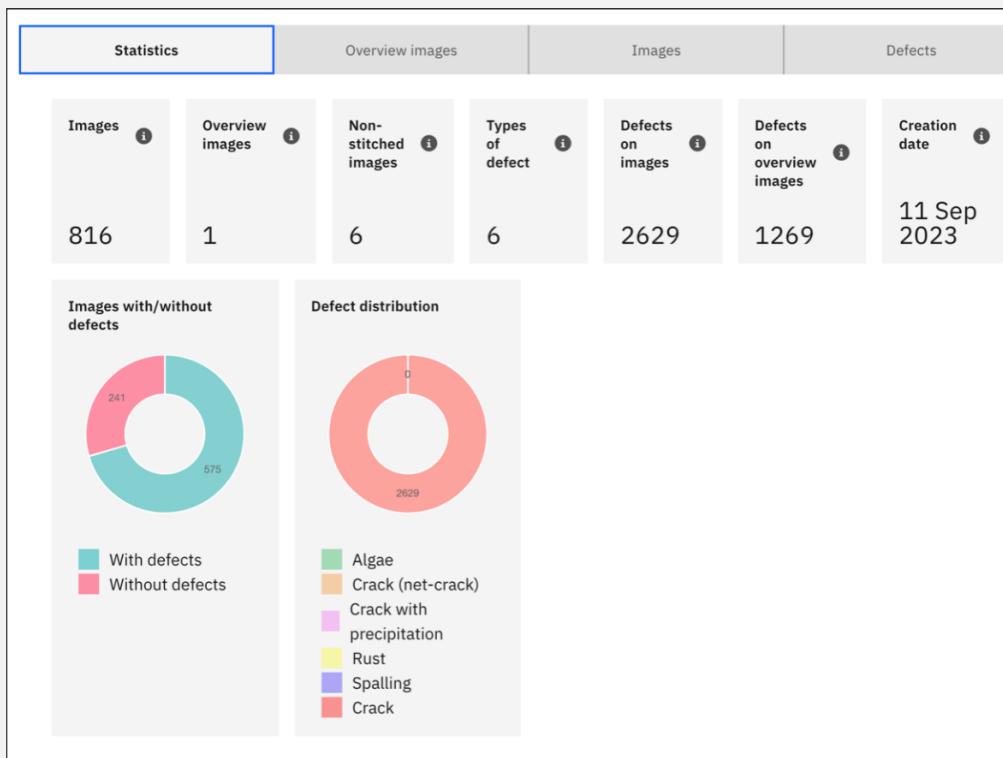 Statistics
Overview images
Images
Defects
Images
816
Overview
images
1
Non-
stitched
images
6
Types
of
defect
6
Defects
on
images
2629
Defects
on
overview
images
1269
Creation
date
11 Sep
2023
Images with/without
defects
241
575
With defects
Without defects
Defect distribution
0
2629
Algae
Crack (net-crack)
Crack with
precipitation
Rust
Spalling
Crack